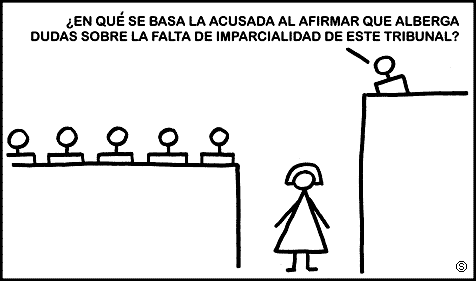 ¿EN QUÉ SE BASA LA ACUSADA AL AFIRMAR QUE ALBERGA
DUDAS SOBRE LA FALTA DE IMPARCIALIDAD DE ESTE TRIBUNAL?
S